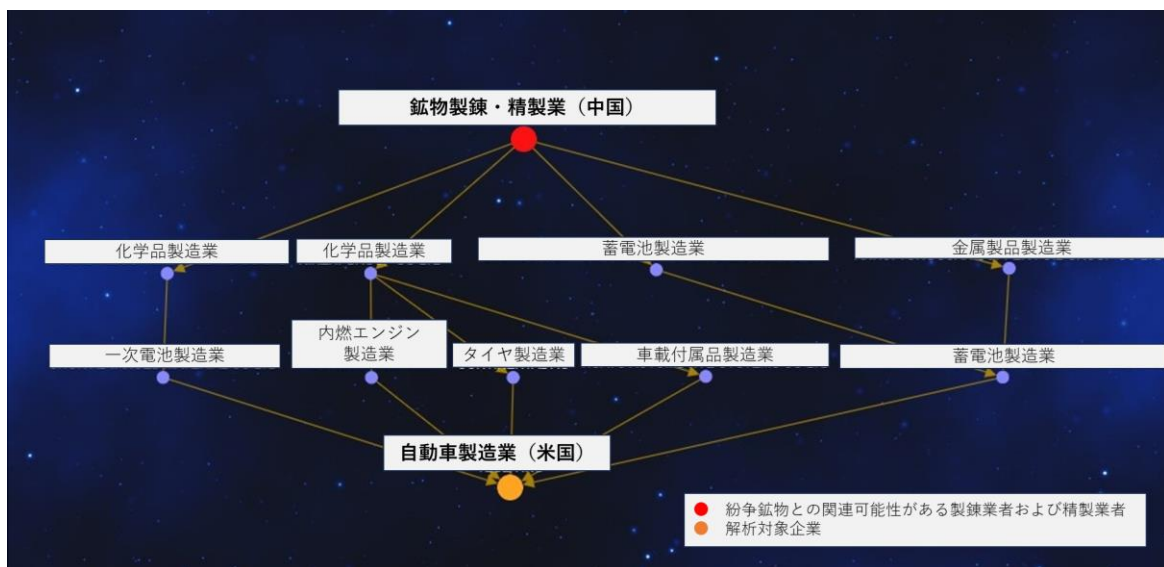 鉱物製錬・精製業（中国）
化学品製造業
化学品製造業
蓄電池製造業
金属製品製造業
一次電池製造業
内燃エンジン
製造業
タイヤ製造業
車載付属品製造業
蓄電池製造業
自動車製造業（米国）
紛争鉱物との関連可能性がある製錬業者および精製業者
解析対象企業